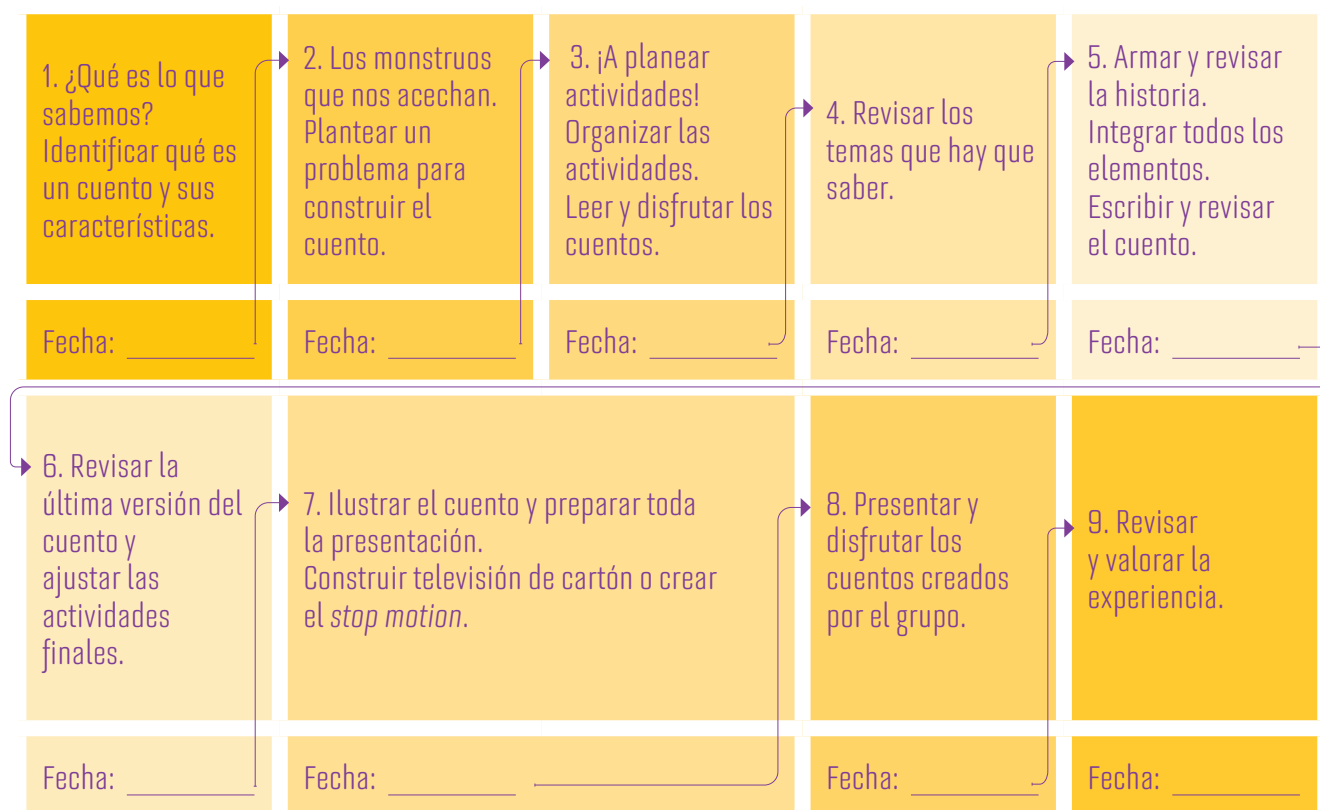 1. ¿Qué es lo que
sabemos?
Identificar qué es
un cuento y sus
características.
Fecha:
2. Los monstruos
que nos acechan.
Plantear un
problema para
construir el
cuento.
Fecha:
3. ¡A planear
actividades!
Organizar las
actividades.
Leer y disfrutar los
cuentos.
Fecha:
4. Revisar los
temas que hay que
saber.
Fecha:
5. Armar y revisar
la historia.
Integrar todos los
elementos.
Escribir y revisar
el cuento.
Fecha:
6. Revisar la
última versión del
cuento y
ajustar las
actividades
finales.
Fecha:
7. Ilustrar el cuento y preparar toda
la presentación.
Construir televisión de cartón o crear
el stop motion.
Fecha:
8. Presentar y
disfrutar los
cuentos creados
por el grupo.
Fecha:
9. Revisar
y valorar la
experiencia.
Fecha: